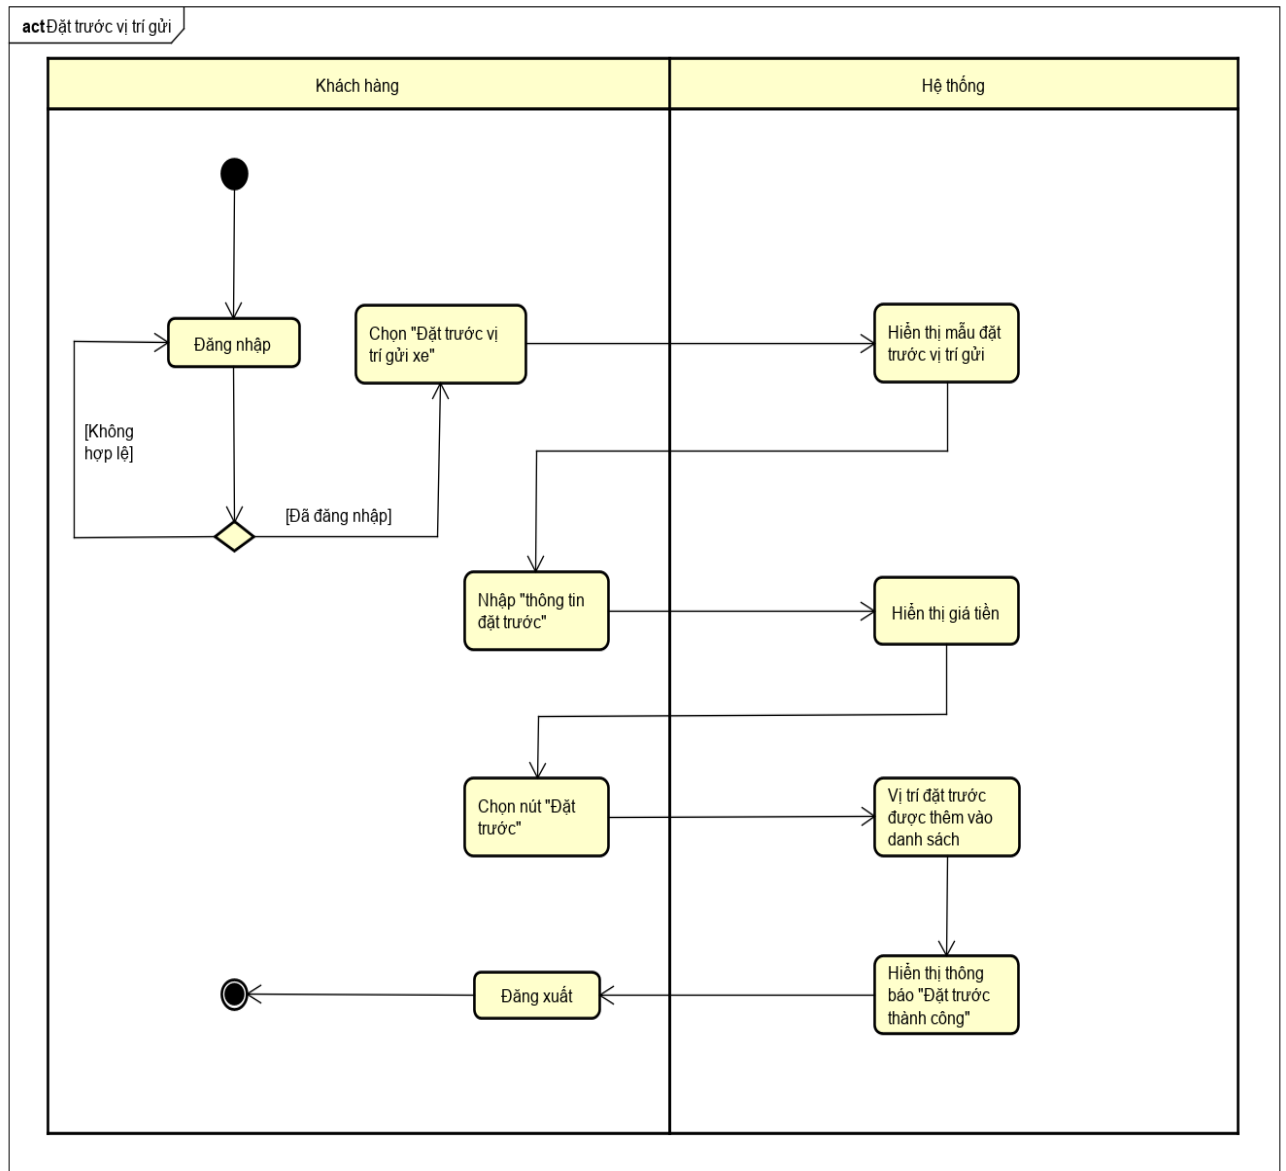 act Đặt trước vị trí gửi
Khách hàng
Hệ thống
Đăng nhập
Chọn "Đặt trước vị
trí gửi xe"
Hiển thị mẫu đặt
trước vị trí gửi
[Không
hợp lệ]
[Đã đăng nhập]
Nhập "thông tin
đặt trước"
Hiển thị giá tiền
Chọn nút "Đặt
trước"
Vị trí đặt trước
được thêm vào
danh sách
Đăng xuất
Hiển thị thông
báo "Đặt trước
thành công"